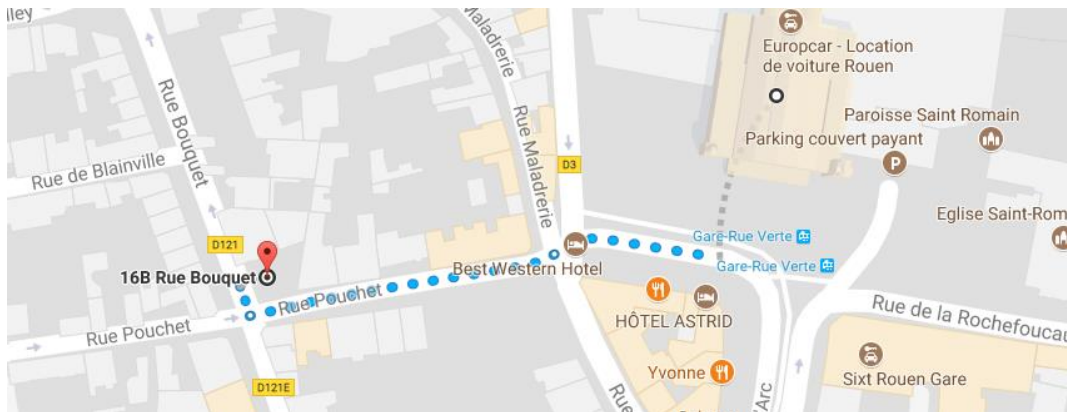 lley
Maladrerie
Europcar - Location
de voiture Rouen
Rue Bouquet
Rue Maladrerie
Paroisse Saint Romain
Parking couvert payant
P
Rue de Blainville
D3
Eglise Saint-Rom
D121
Gare-Rue Verte
16B Rue Bouquet
Best Western Hotel
Gare-Rue Verte
Rue Pouchet
Rue Pouchet
HÔTEL ASTRID
Rue de la Rochefoucau
D121E
Yvonne
Sixt Rouen Gare
Rue
d'Arc